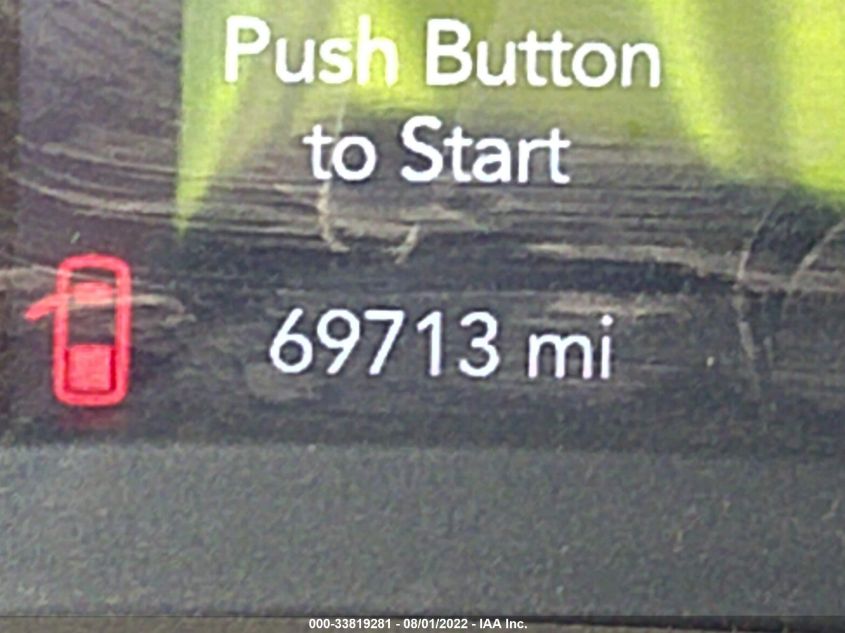 Push Button
to Start
69713 mi
000-33819281 - 08/01/2022 - IAA Inc.